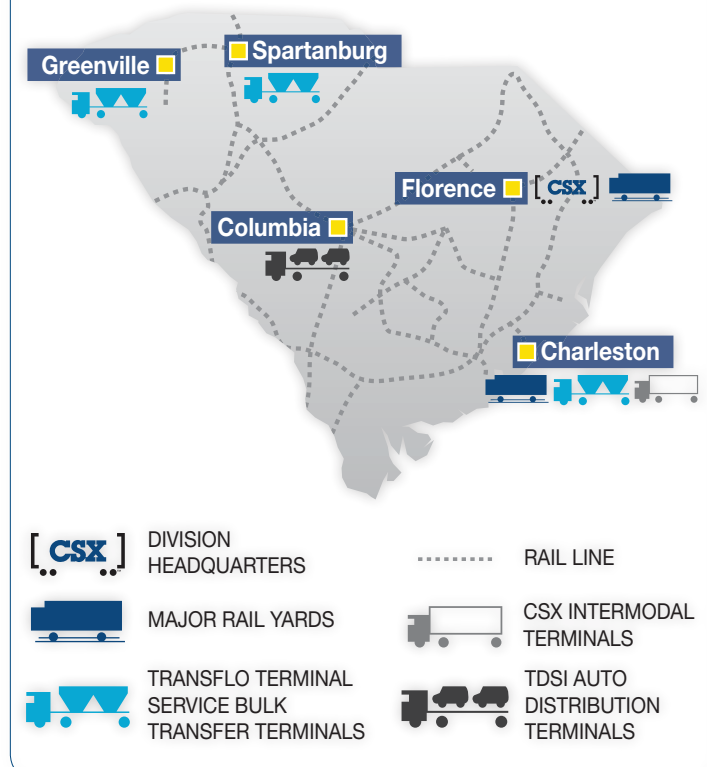 Greenville
Spartanburg
Florence
CSX
Columbia
Charleston
CSX
DIVISION
HEADQUARTERS
RAIL LINE
MAJOR RAIL YARDS
CSX INTERMODAL
TERMINALS
TRANSFLO TERMINAL
SERVICE BULK
TRANSFER TERMINALS
TDSI AUTO
DISTRIBUTION
TERMINALS